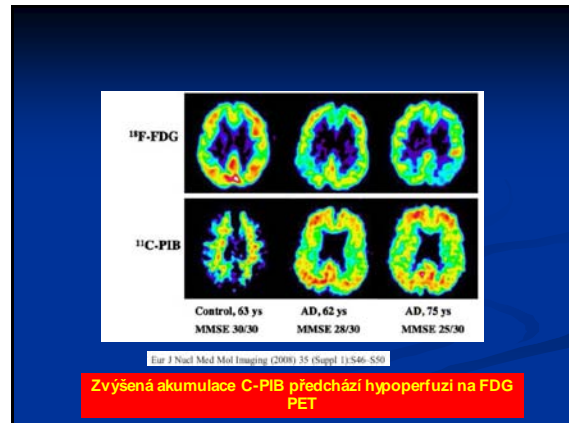 ¹⁸F-FDG
¹¹C-PIB
Control, 63 ys AD, 62 ys AD, 75 ys
MMSE 30/30 MMSE 28/30 MMSE 25/30
Eur J Nucl Med Mol Imaging (2008) 35 (Suppl 1):S46–S50
Zvýšená akumulace C-PIB předchází hypoperfuzi na FDG
PET